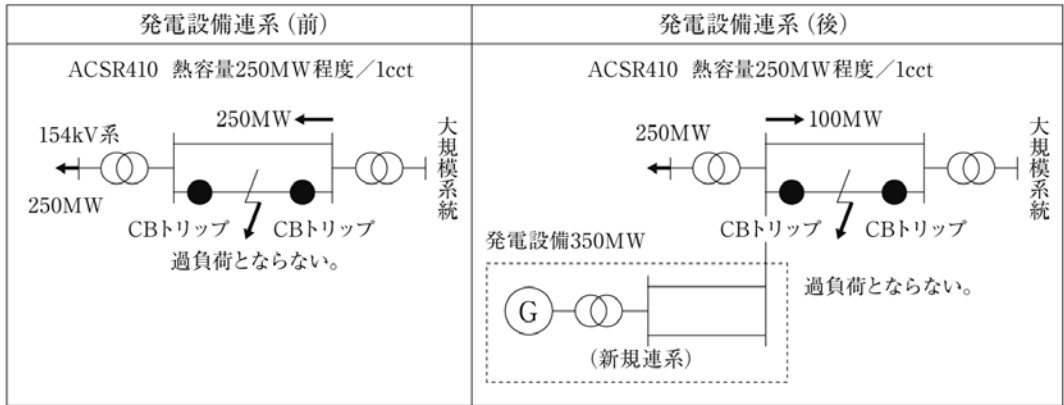 発電設備連系（前）
ACSR410 熱容量250MW程度／1cct
250MW
154kV系
250MW
CBトリップ
CBトリップ
過負荷とならない。
大規模系統
発電設備連系（後）
ACSR410 熱容量250MW程度／1cct
250MW
100MW
CBトリップ
CBトリップ
発電設備350MW
過負荷とならない。
G
（新規連系）
大規模系統